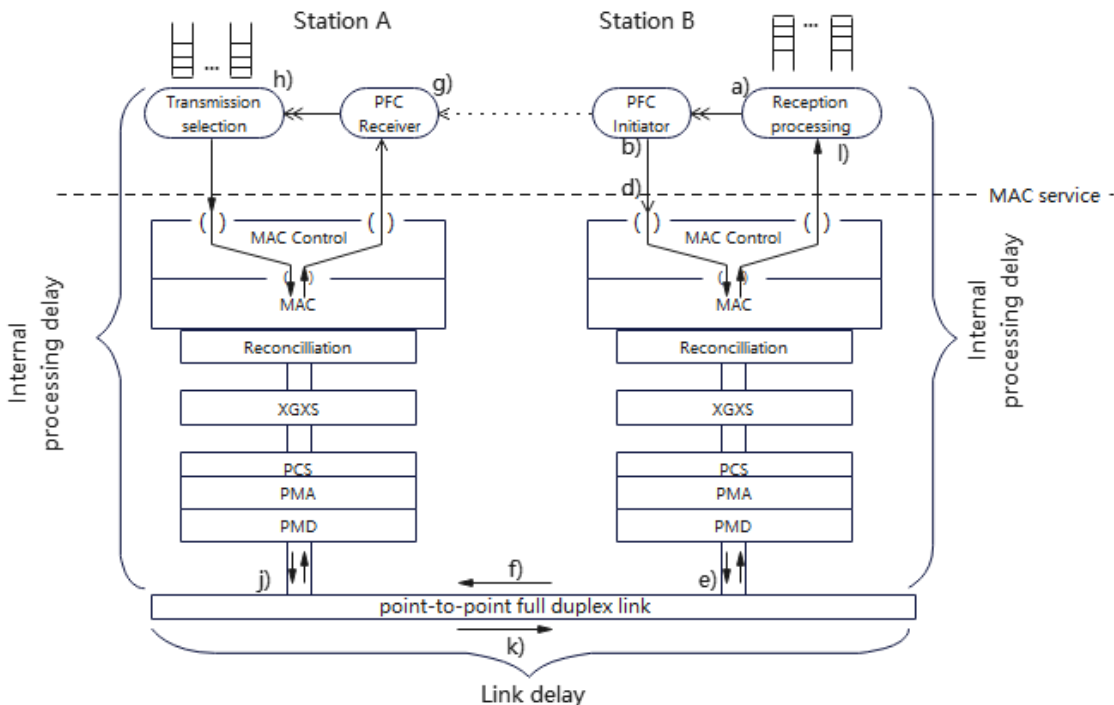 Station A
Station B
...
...
h)
g)
a)
Transmission
selection
PFC
Receiver
PFC
Initiator
Reception
processing
b)
l)
d)
MAC service
( )
( )
( )
( )
MAC Control
MAC Control
( )
( )
MAC
MAC
Internal
processing delay
Internal
processing delay
Reconcilliation
Reconcilliation
XGXS
XGXS
PCS
PCS
PMA
PMA
PMD
PMD
j)
f)
e)
point-to-point full duplex link
k)
Link delay